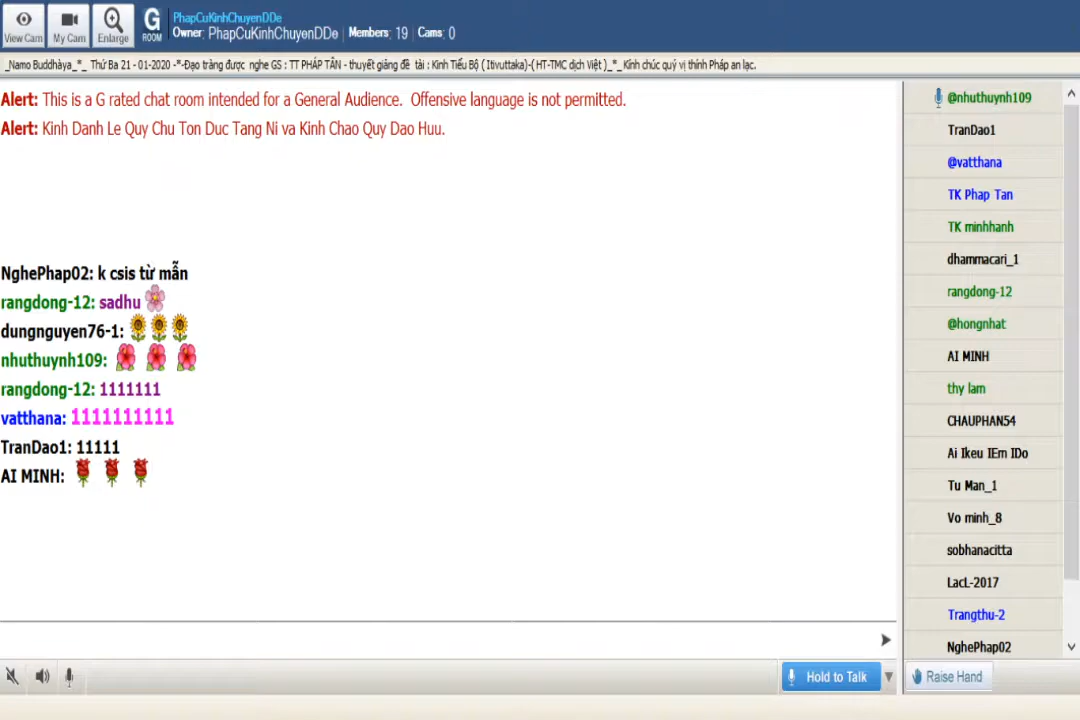 View Cam
My Cam
Enlarge
G
ROOM
PhapCuKinhChuyenDDe
Owner: PhapCuKinhChuyenDDe Members: 19 Cams: 0
_Namo Buddhàya_*_ Thứ Ba 21 - 01-2020 -*-Đạo tràng được nghe GS : TT PHÁP TÂN - thuyết giảng đề tài : Kinh Tiểu Bộ ( Itivuttaka)-( HT-TMC dịch Việt )_*_Kính chúc quý vị thính Pháp an lạc.
Alert: This is a G rated chat room intended for a General Audience. Offensive language is not permitted.
Alert: Kinh Danh Le Quy Chu Ton Duc Tang Ni va Kinh Chao Quy Dao Huu.
NghePhap02: k csis từ mẫn
rangdong-12: sadhu
dungnguyen76-1:
nhuthuynh109:
rangdong-12: 1111111
vatthana: 1111111111
TranDao1: 11111
AI MINH:
@nhuthuynh109
TranDao1
@vatthana
TK Phap Tan
TK minhhanh
dhammacari_1
rangdong-12
@hongnhat
AI MINH
thy lam
CHAUPHAN54
Ai Ikeu IEm IDo
Tu Man_1
Vo minh_8
sobhanacitta
LacL-2017
Trangthu-2
NghePhap02
Hold to Talk
Raise Hand